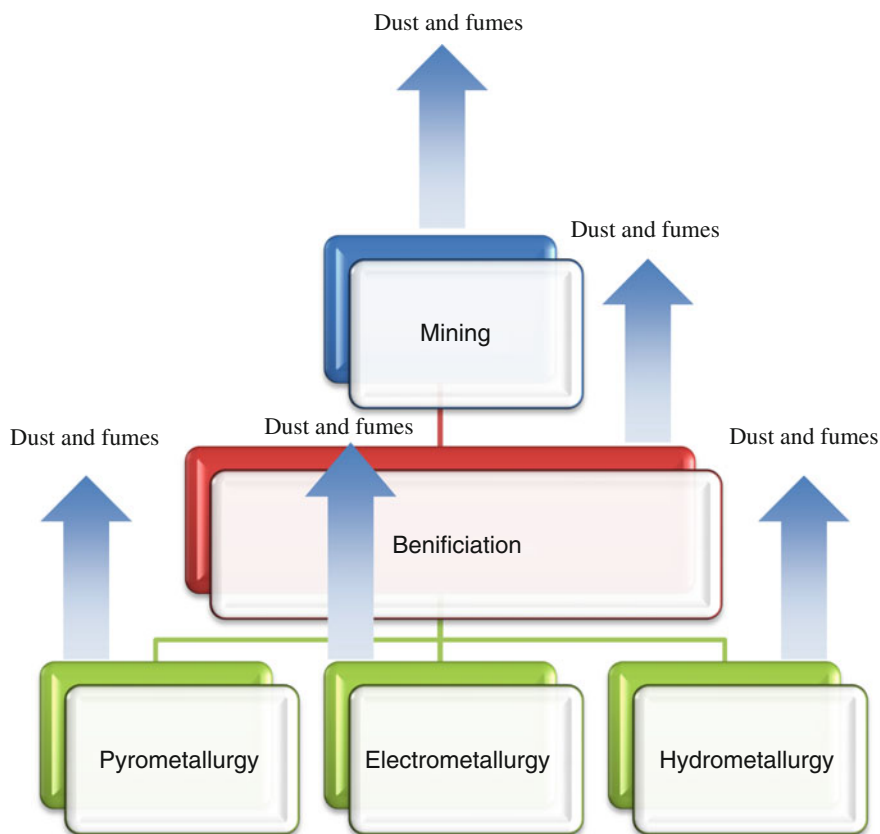 Dust and fumes
Dust and fumes
Mining
Dust and fumes
Dust and fumes
Dust and fumes
Benificiation
Pyrometallurgy
Electrometallurgy
Hydrometallurgy